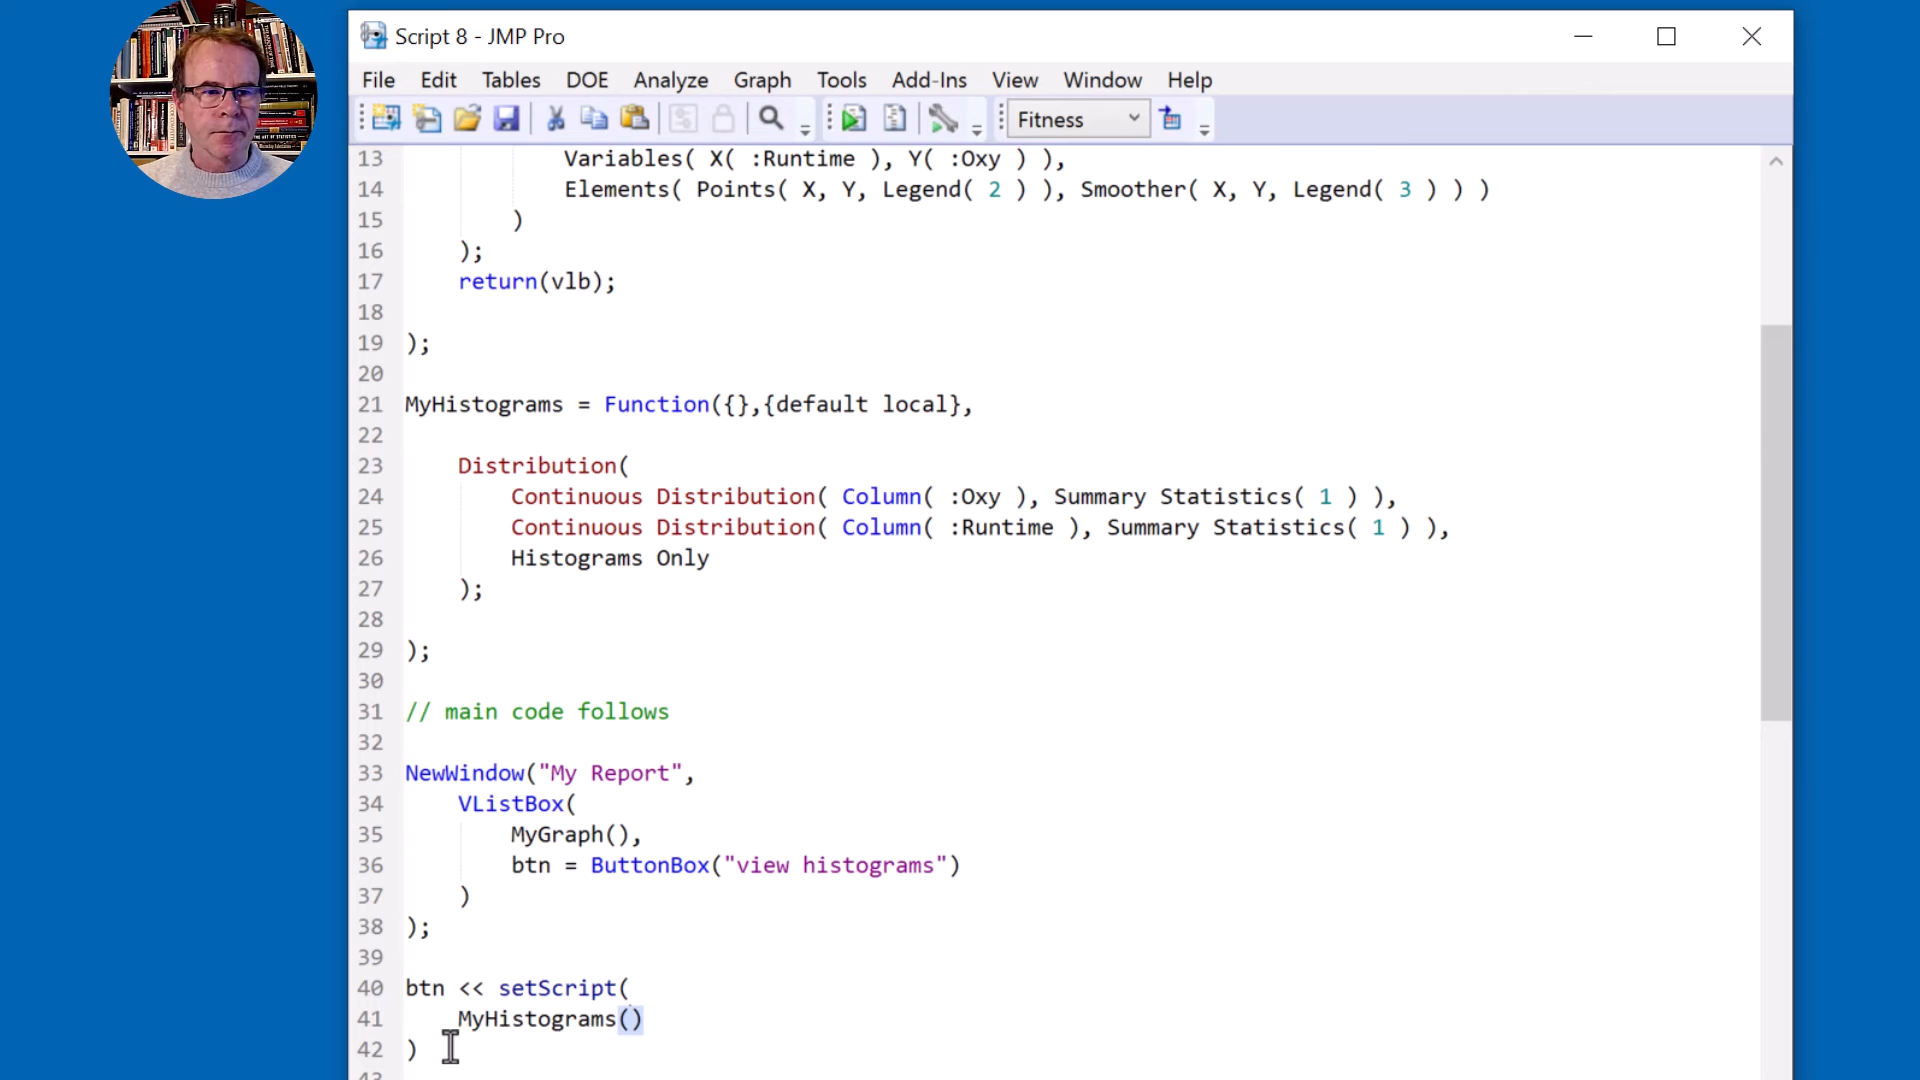 Script 8 - JMP Pro
File Edit Tables DOE Analyze Graph Tools Add-Ins View Window Help
Fitness
13 Variables( X( :Runtime ), Y( :Oxy ) ),
14 Elements( Points( X, Y, Legend( 2 ) ), Smoother( X, Y, Legend( 3 ) ) )
15 )
16 );
17 return(vlb);
18
19 );
20
21 MyHistograms = Function({},{default local},
22
23 Distribution(
24 Continuous Distribution( Column( :Oxy ), Summary Statistics( 1 ) ),
25 Continuous Distribution( Column( :Runtime ), Summary Statistics( 1 ) ),
26 Histograms Only
27 );
28
29 );
30
31 // main code follows
32
33 NewWindow("My Report",
34 VListBox(
35 MyGraph(),
36 btn = ButtonBox("view histograms")
37 )
38 );
39
40 btn << setScript(
41 MyHistograms()
42 )
43